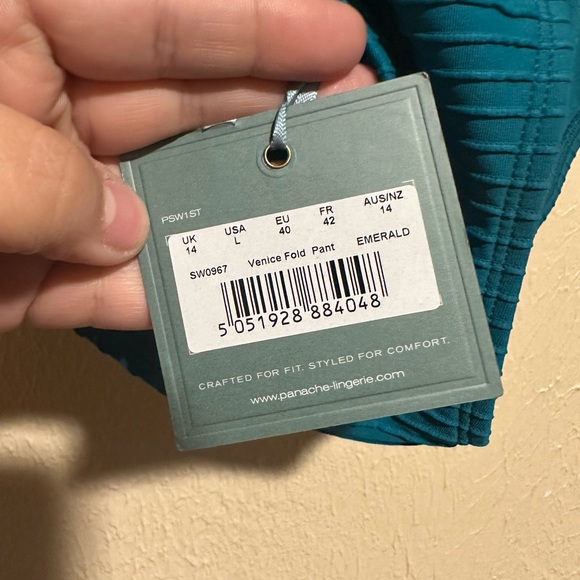 PSW1ST
UK USA EU FR AUS/NZ
14 L 40 42 14
SW0967 Venice Fold Pant EMERALD
5 051928 884048
CRAFTED FOR FIT. STYLED FOR COMFORT.
www.panache-lingerie.com